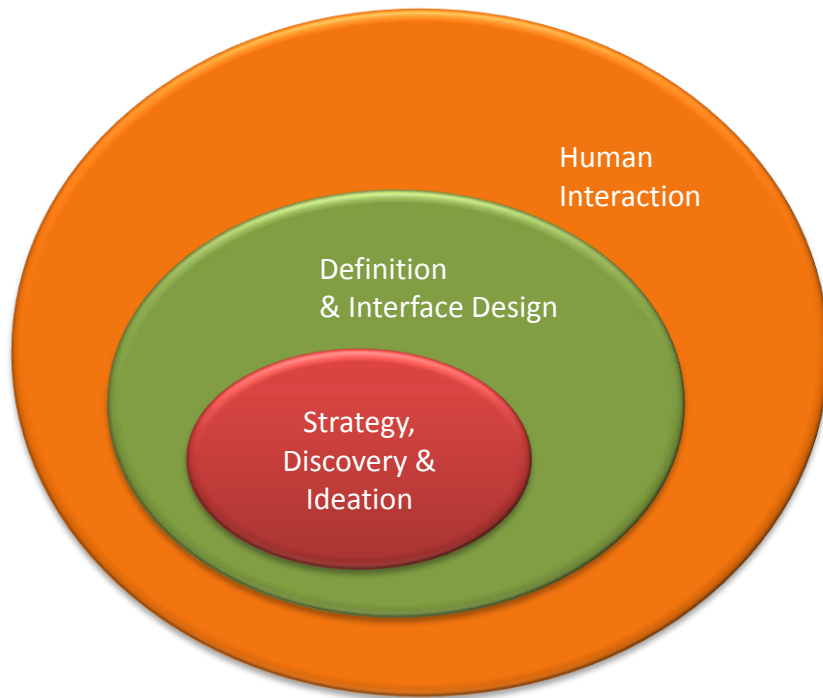 Human
Interaction
Definition
& Interface Design
Strategy,
Discovery &
Ideation